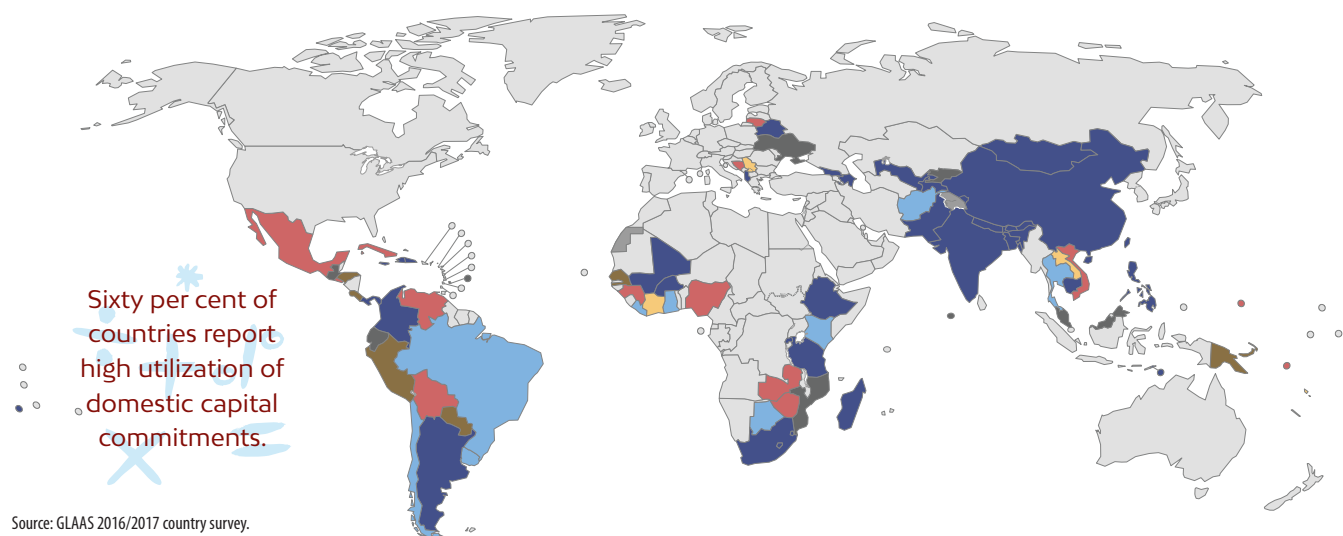 Sixty per cent of
countries report
high utilization of
domestic capital
commitments.
Source: GLAAS 2016/2017 country survey.